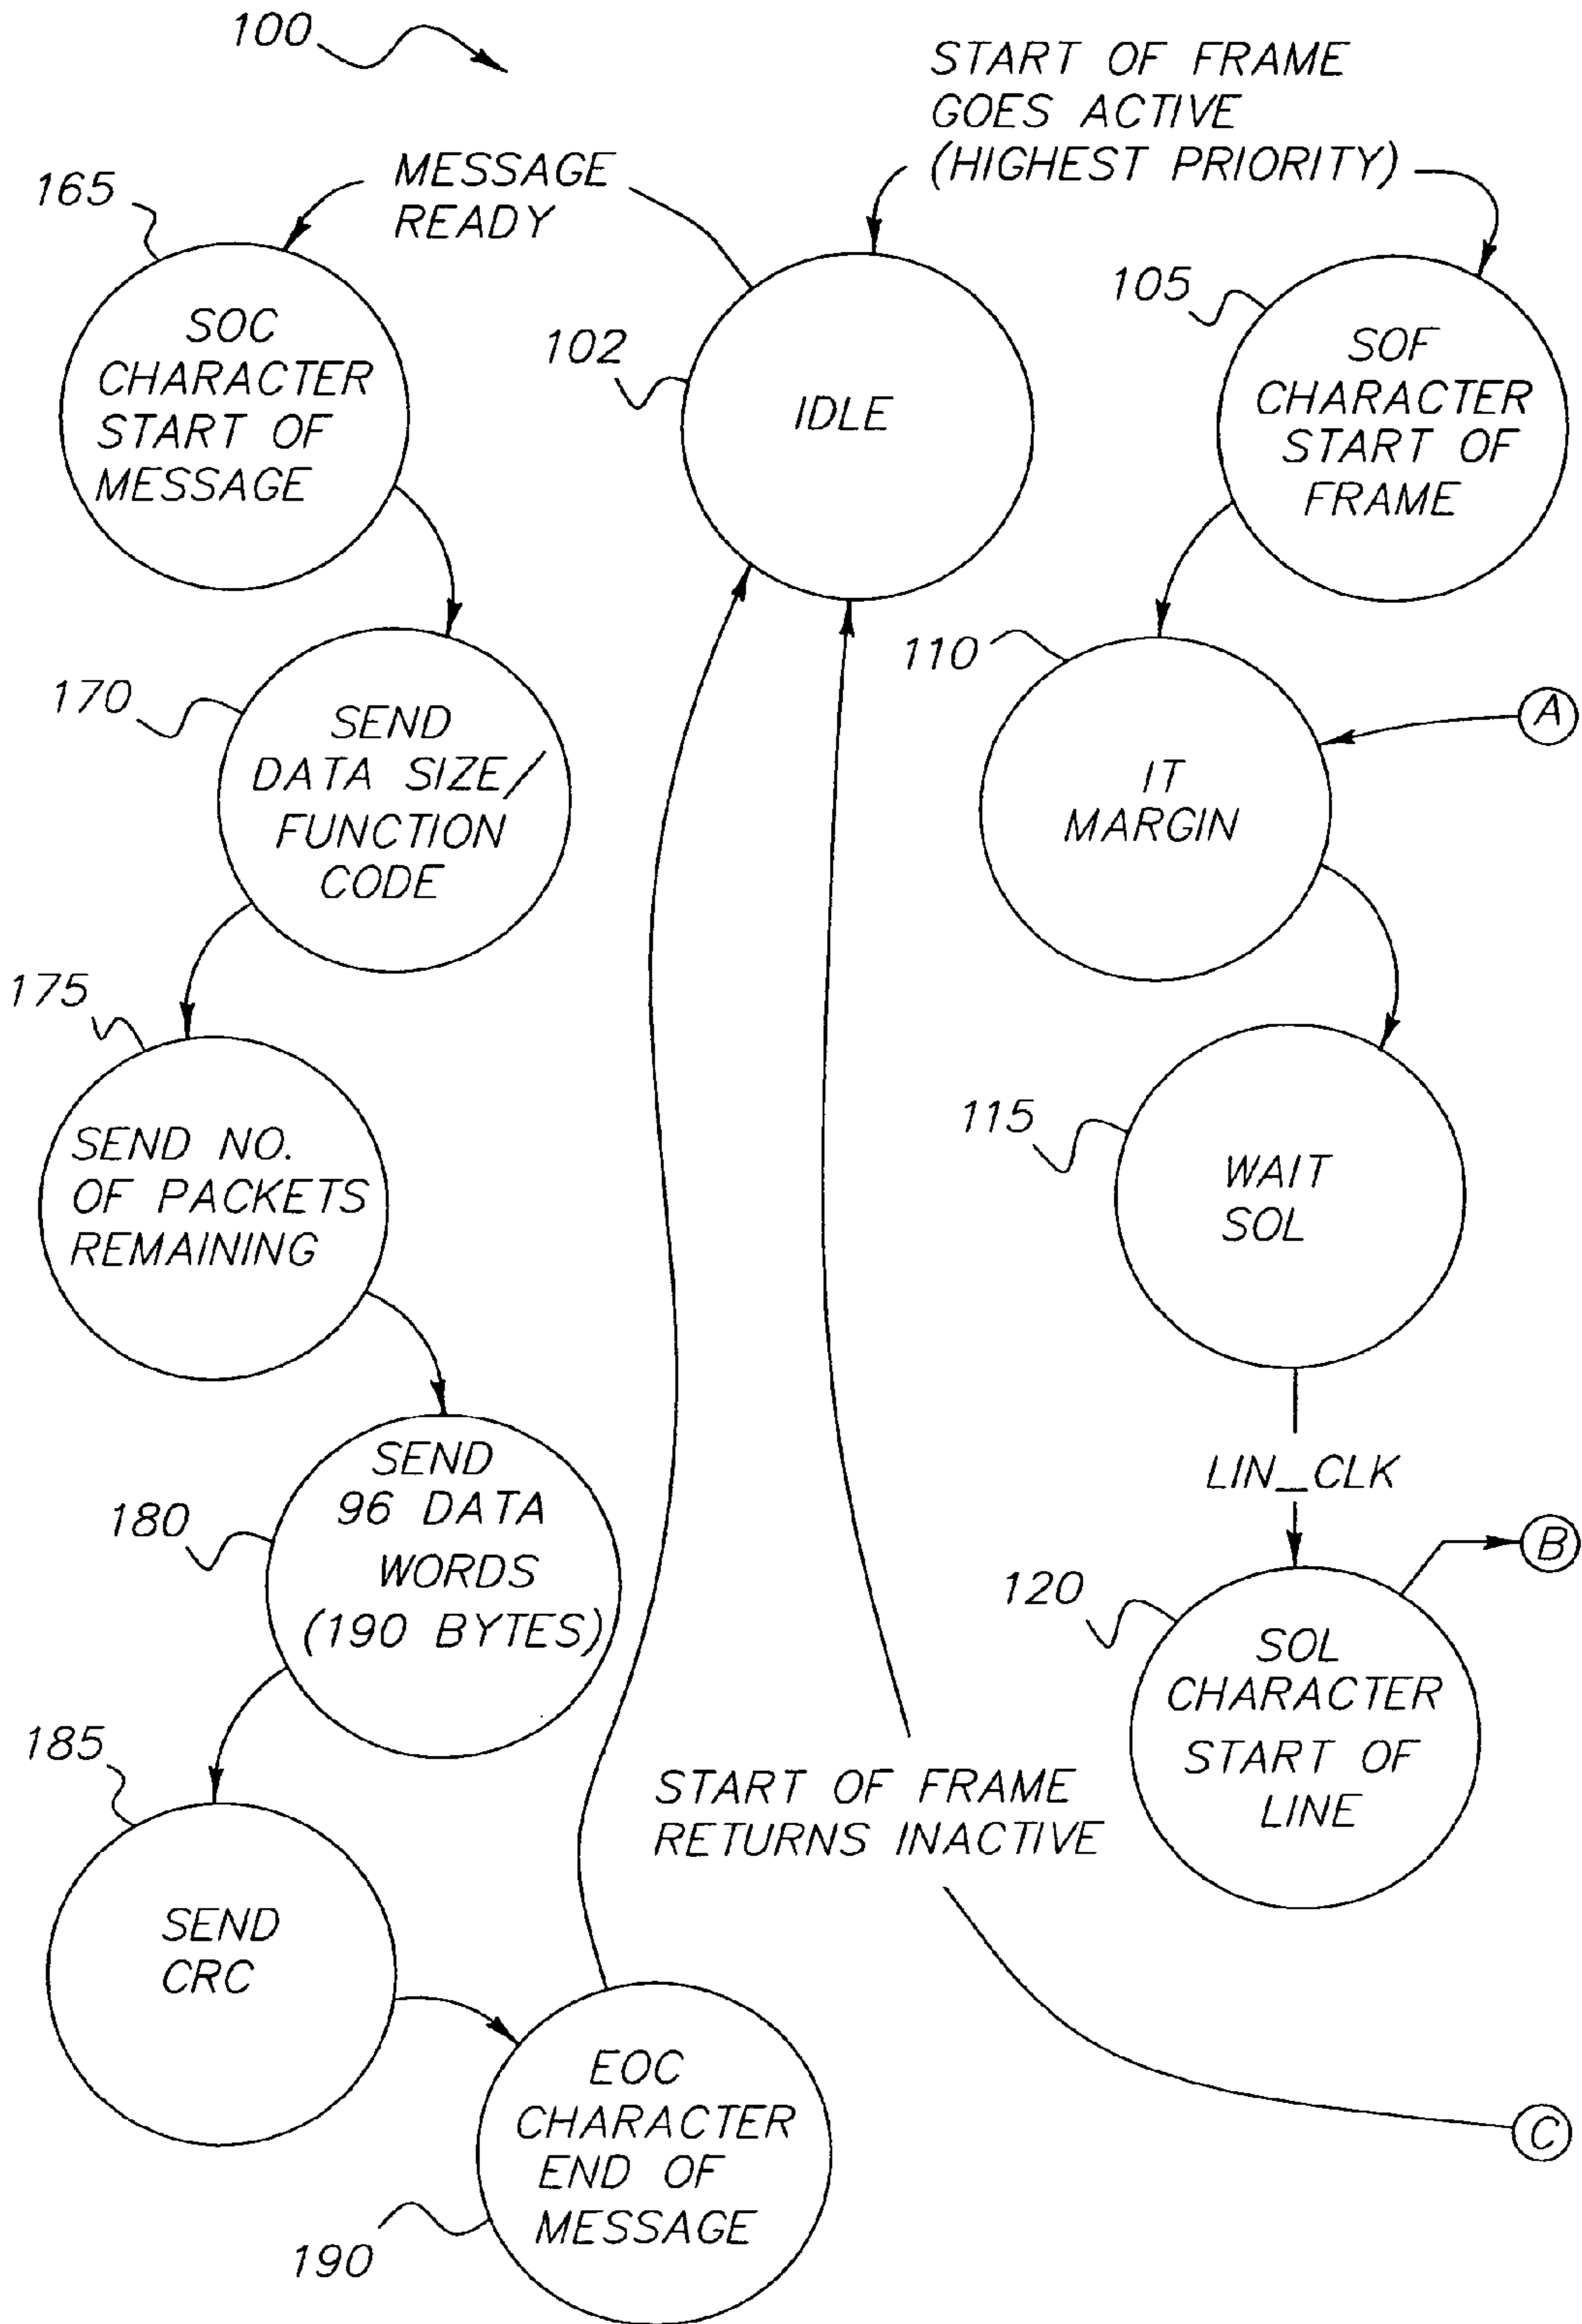 100
START OF FRAME
GOES ACTIVE
(HIGHEST PRIORITY)
MESSAGE
READY
165
SOC
CHARACTER
START OF
MESSAGE
102
IDLE
105
SOF
CHARACTER
START OF
FRAME
170
SEND
DATA SIZE/
FUNCTION
CODE
110
IT
MARGIN
A
175
SEND NO.
OF PACKETS
REMAINING
115
WAIT
SOL
LIN_CLK
180
SEND
96 DATA
WORDS
(190 BYTES)
B
120
SOL
CHARACTER
START OF
LINE
185
SEND
CRC
START OF FRAME
RETURNS INACTIVE
C
190
EOC
CHARACTER
END OF
MESSAGE